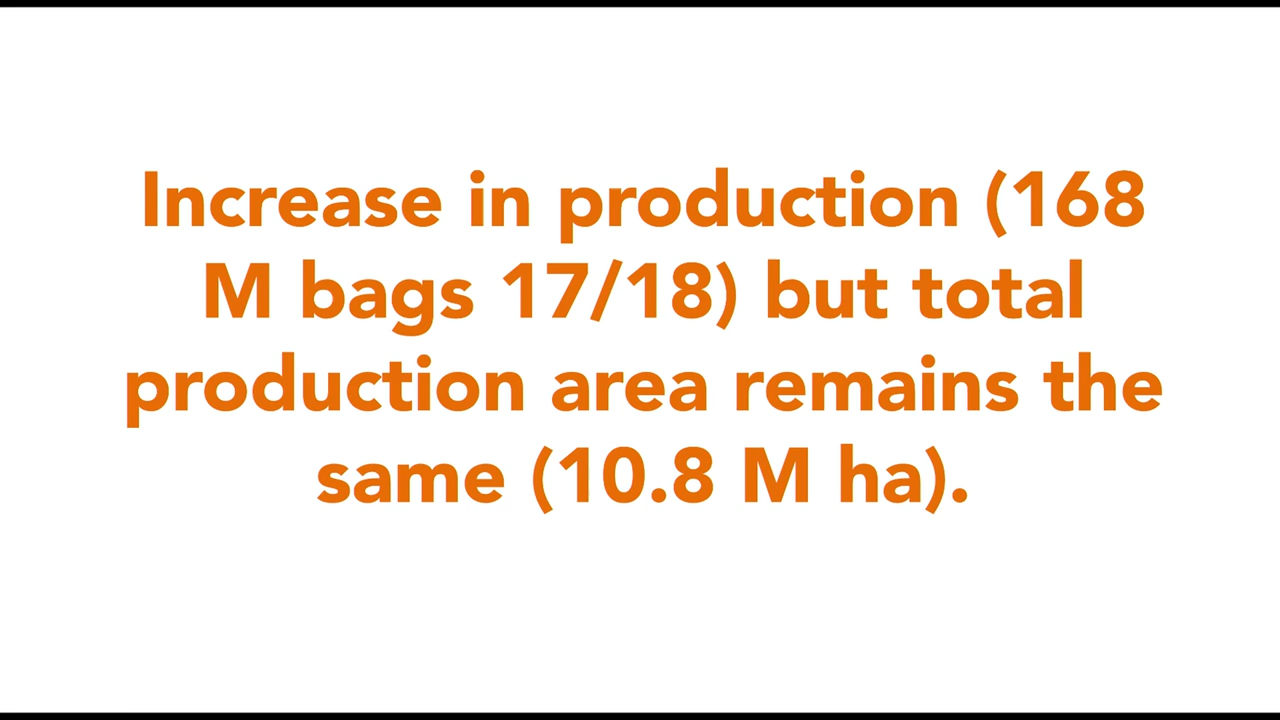 Increase in production (168
M bags 17/18) but total
production area remains the
same (10.8 M ha).